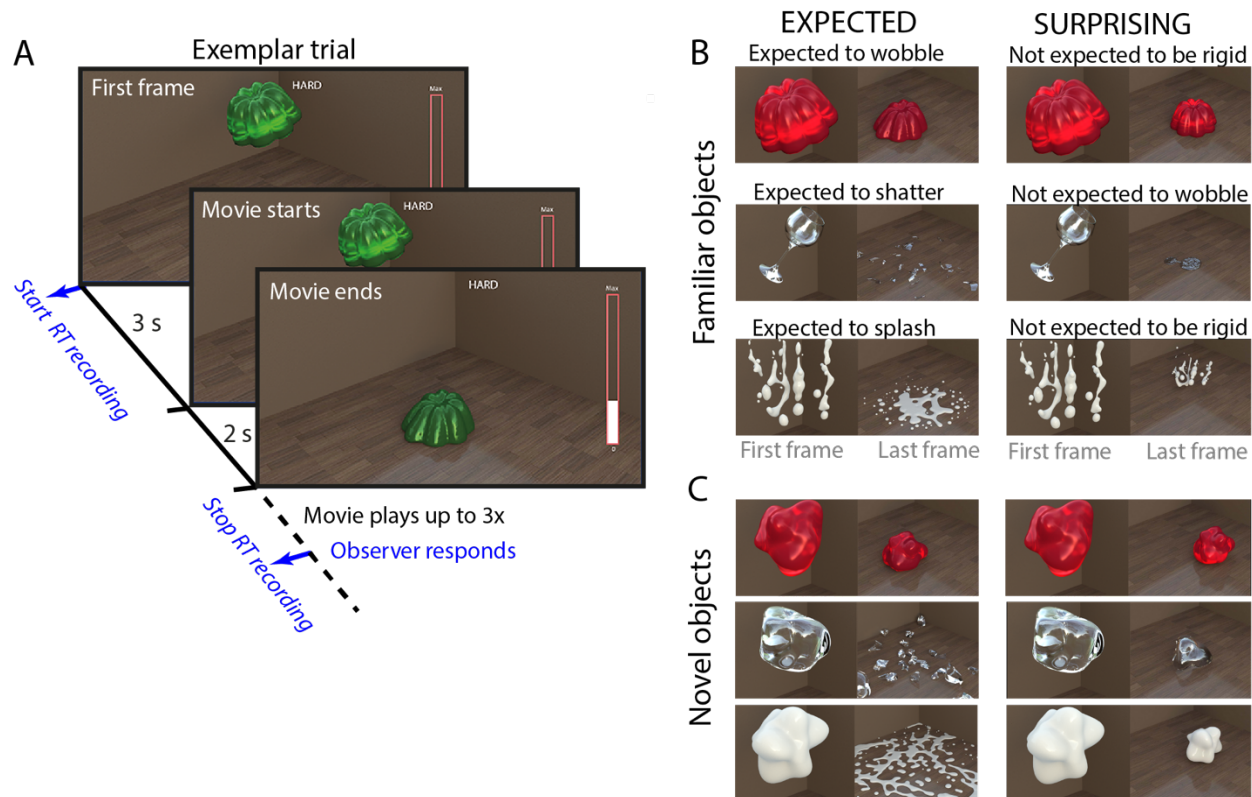 A
Exemplar trial
First frame
HARD
Max
Movie starts
HARD
Max
Movie ends
HARD
Max
0
3 s
2 s
Start RT recording
Stop RT recording
Movie plays up to 3x
Observer responds
EXPECTED
SURPRISING
B
Expected to wobble
Not expected to be rigid
Expected to shatter
Not expected to wobble
Expected to splash
Not expected to be rigid
First frame
Last frame
First frame
Last frame
Familiar objects
C
Novel objects